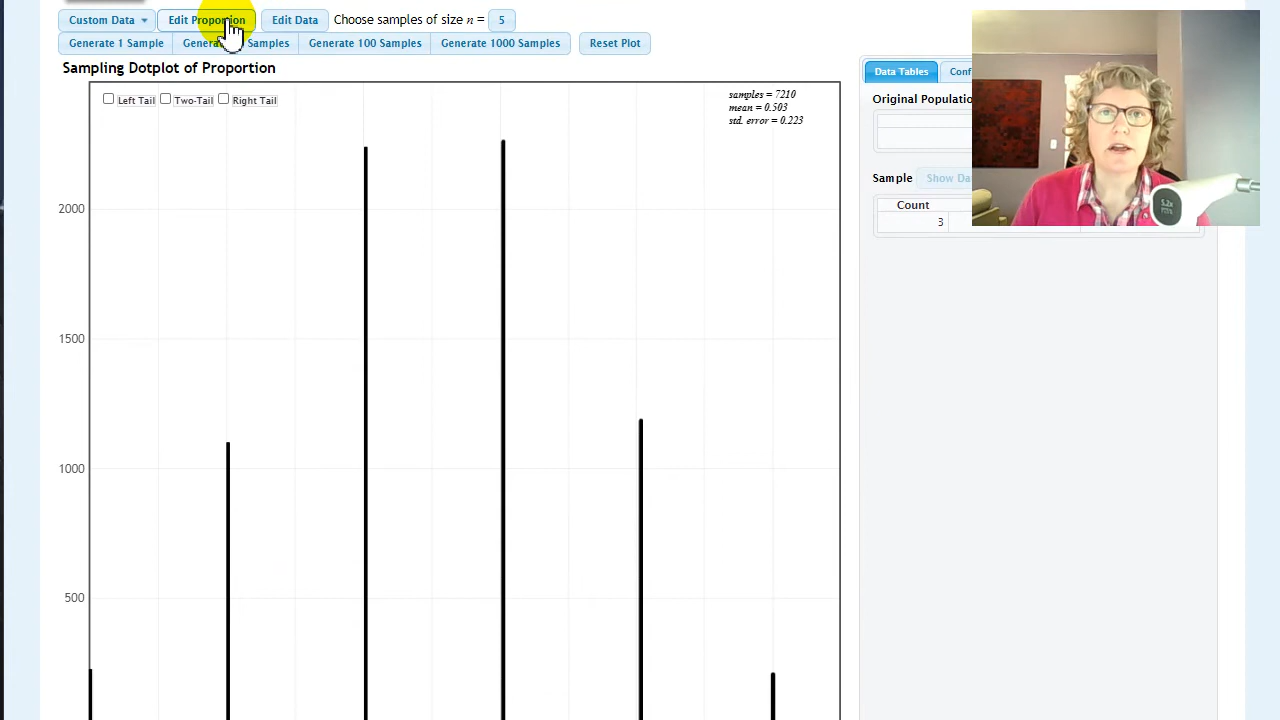 Custom Data Edit Proportion Edit Data Choose samples of size n = 5
Generate 1 Sample Samples Generate 100 Samples Generate 1000 Samples Reset Plot
Sampling Dotplot of Proportion
Left Tail Two-Tail Right Tail
samples = 7210
mean = 0.503
std. error = 0.223
2000
1500
1000
500
Data Tables
Original
Sample Show
Count
3